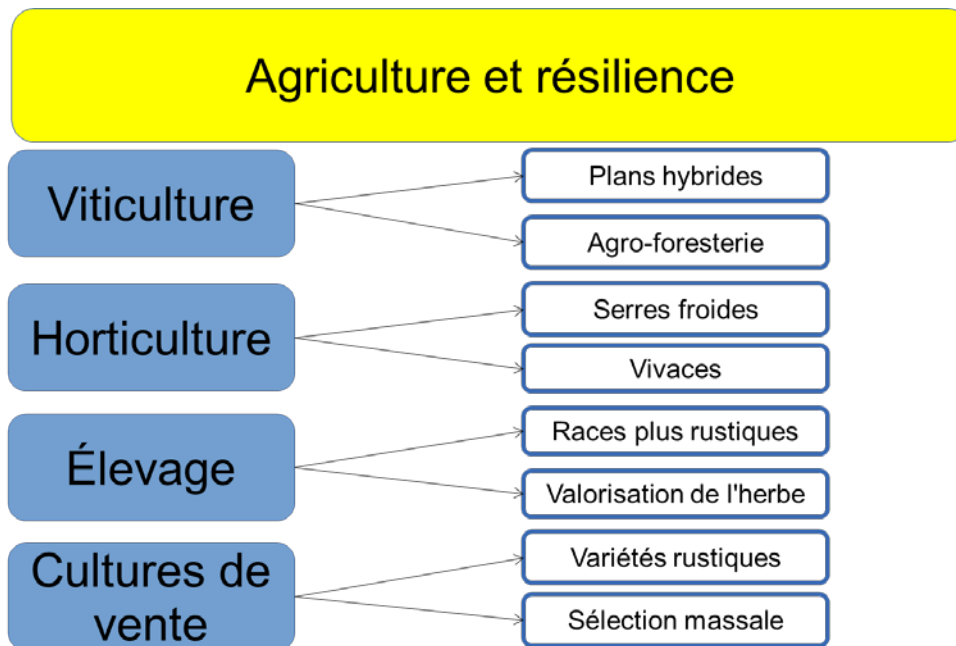 Agriculture et résilience
Viticulture
Plans hybrides
Agro-foresterie
Horticulture
Serres froides
Vivaces
Élevage
Races plus rustiques
Valorisation de l'herbe
Cultures de
vente
Variétés rustiques
Sélection massale